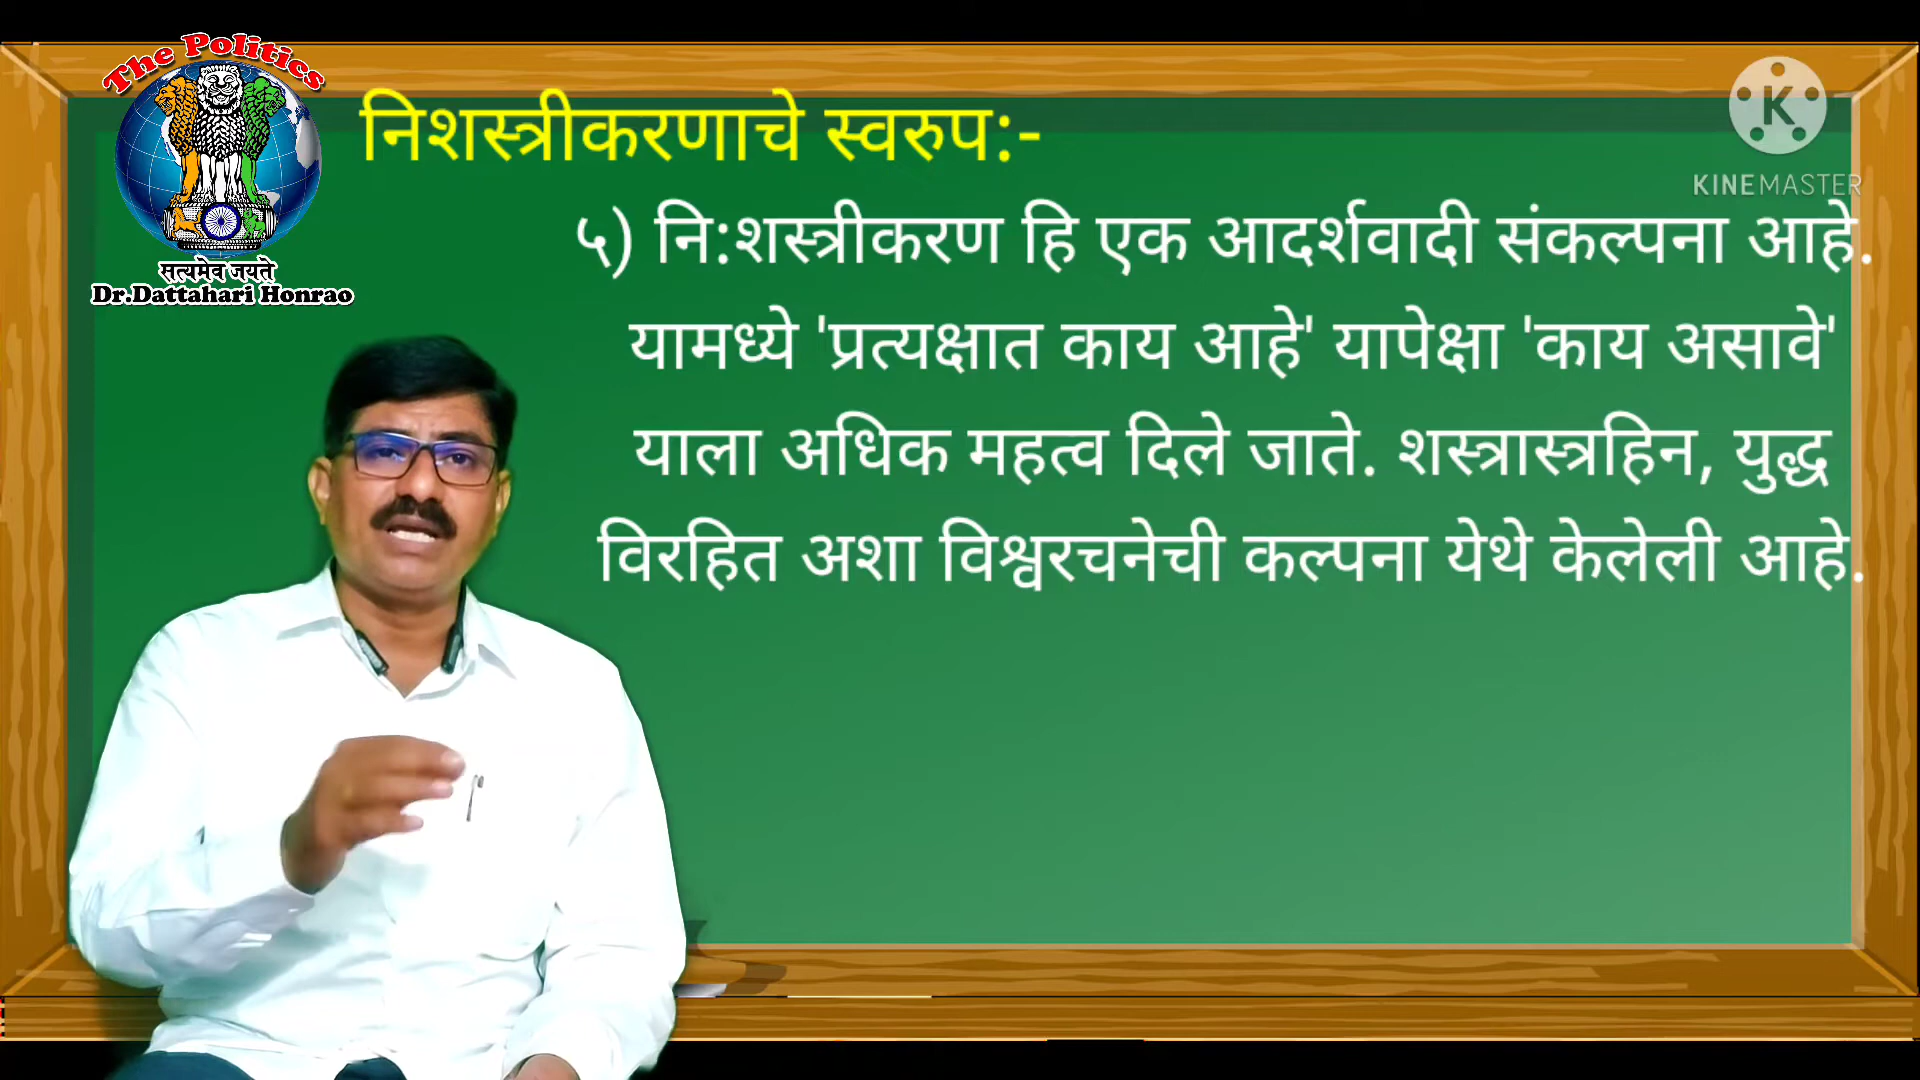 The Politics
सत्यमेव जयते
Dr.Dattahari Honrao
KINEMASTER
निशस्त्रीकरणाचे स्वरुप:-
५) नि:शस्त्रीकरण हि एक आदर्शवादी संकल्पना आहे.
यामध्ये 'प्रत्यक्षात काय आहे' यापेक्षा 'काय असावे'
याला अधिक महत्व दिले जाते. शस्त्रास्त्रहिन, युद्ध
विरहित अशा विश्वरचनेची कल्पना येथे केलेली आहे.